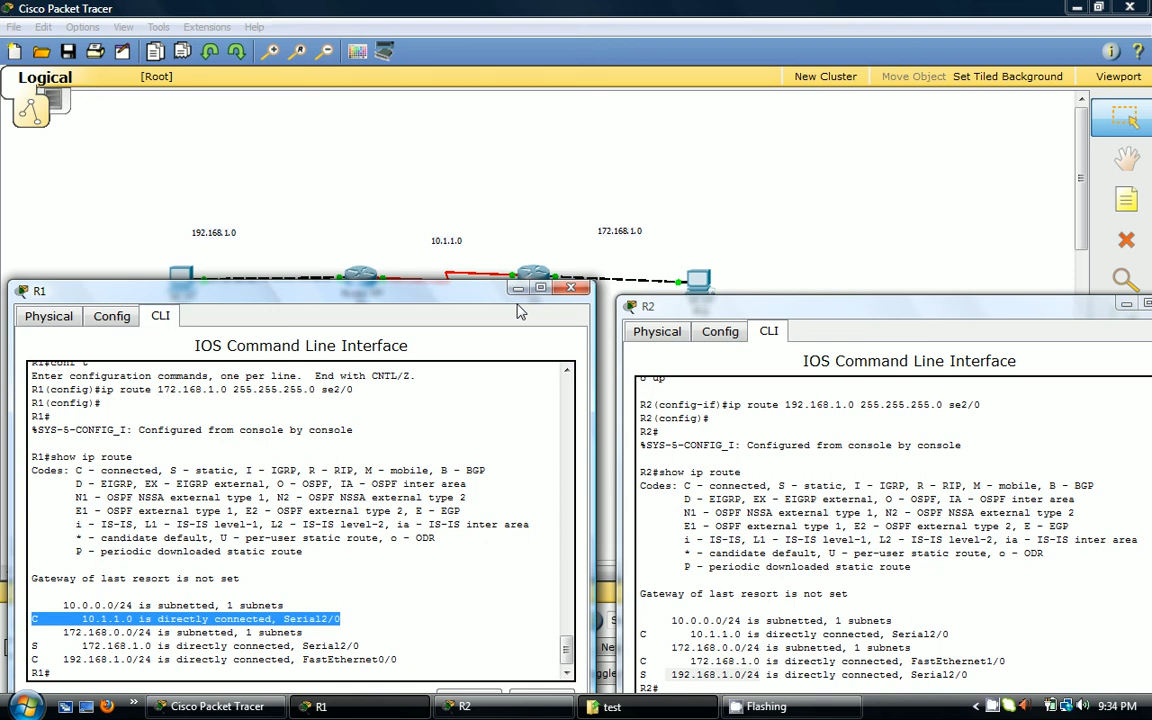 Cisco Packet Tracer
File Edit Options View Tools Extensions Help
Logical [Root] New Cluster Move Object Set Tiled Background Viewport
192.168.1.0
10.1.1.0
172.168.1.0
R1
Physical Config CLI
IOS Command Line Interface
R1#conf t
Enter configuration commands, one per line.  End with CNTL/Z.
R1(config)#ip route 172.168.1.0 255.255.255.0 se2/0
R1(config)#
R1#
%SYS-5-CONFIG_I: Configured from console by console
R1#show ip route
Codes: C - connected, S - static, I - IGRP, R - RIP, M - mobile, B - BGP
D - EIGRP, EX - EIGRP external, O - OSPF, IA - OSPF inter area
N1 - OSPF NSSA external type 1, N2 - OSPF NSSA external type 2
E1 - OSPF external type 1, E2 - OSPF external type 2, E - EGP
i - IS-IS, L1 - IS-IS level-1, L2 - IS-IS level-2, ia - IS-IS inter area
* - candidate default, U - per-user static route, o - ODR
P - periodic downloaded static route
Gateway of last resort is not set
10.0.0.0/24 is subnetted, 1 subnets
C 10.1.1.0 is directly connected, Serial2/0
172.168.0.0/24 is subnetted, 1 subnets
S 172.168.1.0 is directly connected, Serial2/0
C 192.168.1.0/24 is directly connected, FastEthernet0/0
R1#
R2
Physical Config CLI
IOS Command Line Interface
o up
R2(config-if)#ip route 192.168.1.0 255.255.255.0 se2/0
R2(config)#
R2#
%SYS-5-CONFIG_I: Configured from console by console
R2#show ip route
Codes: C - connected, S - static, I - IGRP, R - RIP, M - mobile, B - BGP
D - EIGRP, EX - EIGRP external, O - OSPF, IA - OSPF inter area
N1 - OSPF NSSA external type 1, N2 - OSPF NSSA external type 2
E1 - OSPF external type 1, E2 - OSPF external type 2, E - EGP
i - IS-IS, L1 - IS-IS level-1, L2 - IS-IS level-2, ia - IS-IS inter area
* - candidate default, U - per-user static route, o - ODR
P - periodic downloaded static route
Gateway of last resort is not set
10.0.0.0/24 is subnetted, 1 subnets
C 10.1.1.0 is directly connected, Serial2/0
172.168.0.0/24 is subnetted, 1 subnets
C 172.168.1.0 is directly connected, FastEthernet1/0
S 192.168.1.0/24 is directly connected, Serial2/0
R2#
Cisco Packet Tracer R1 R2 test Flashing 9:34 PM